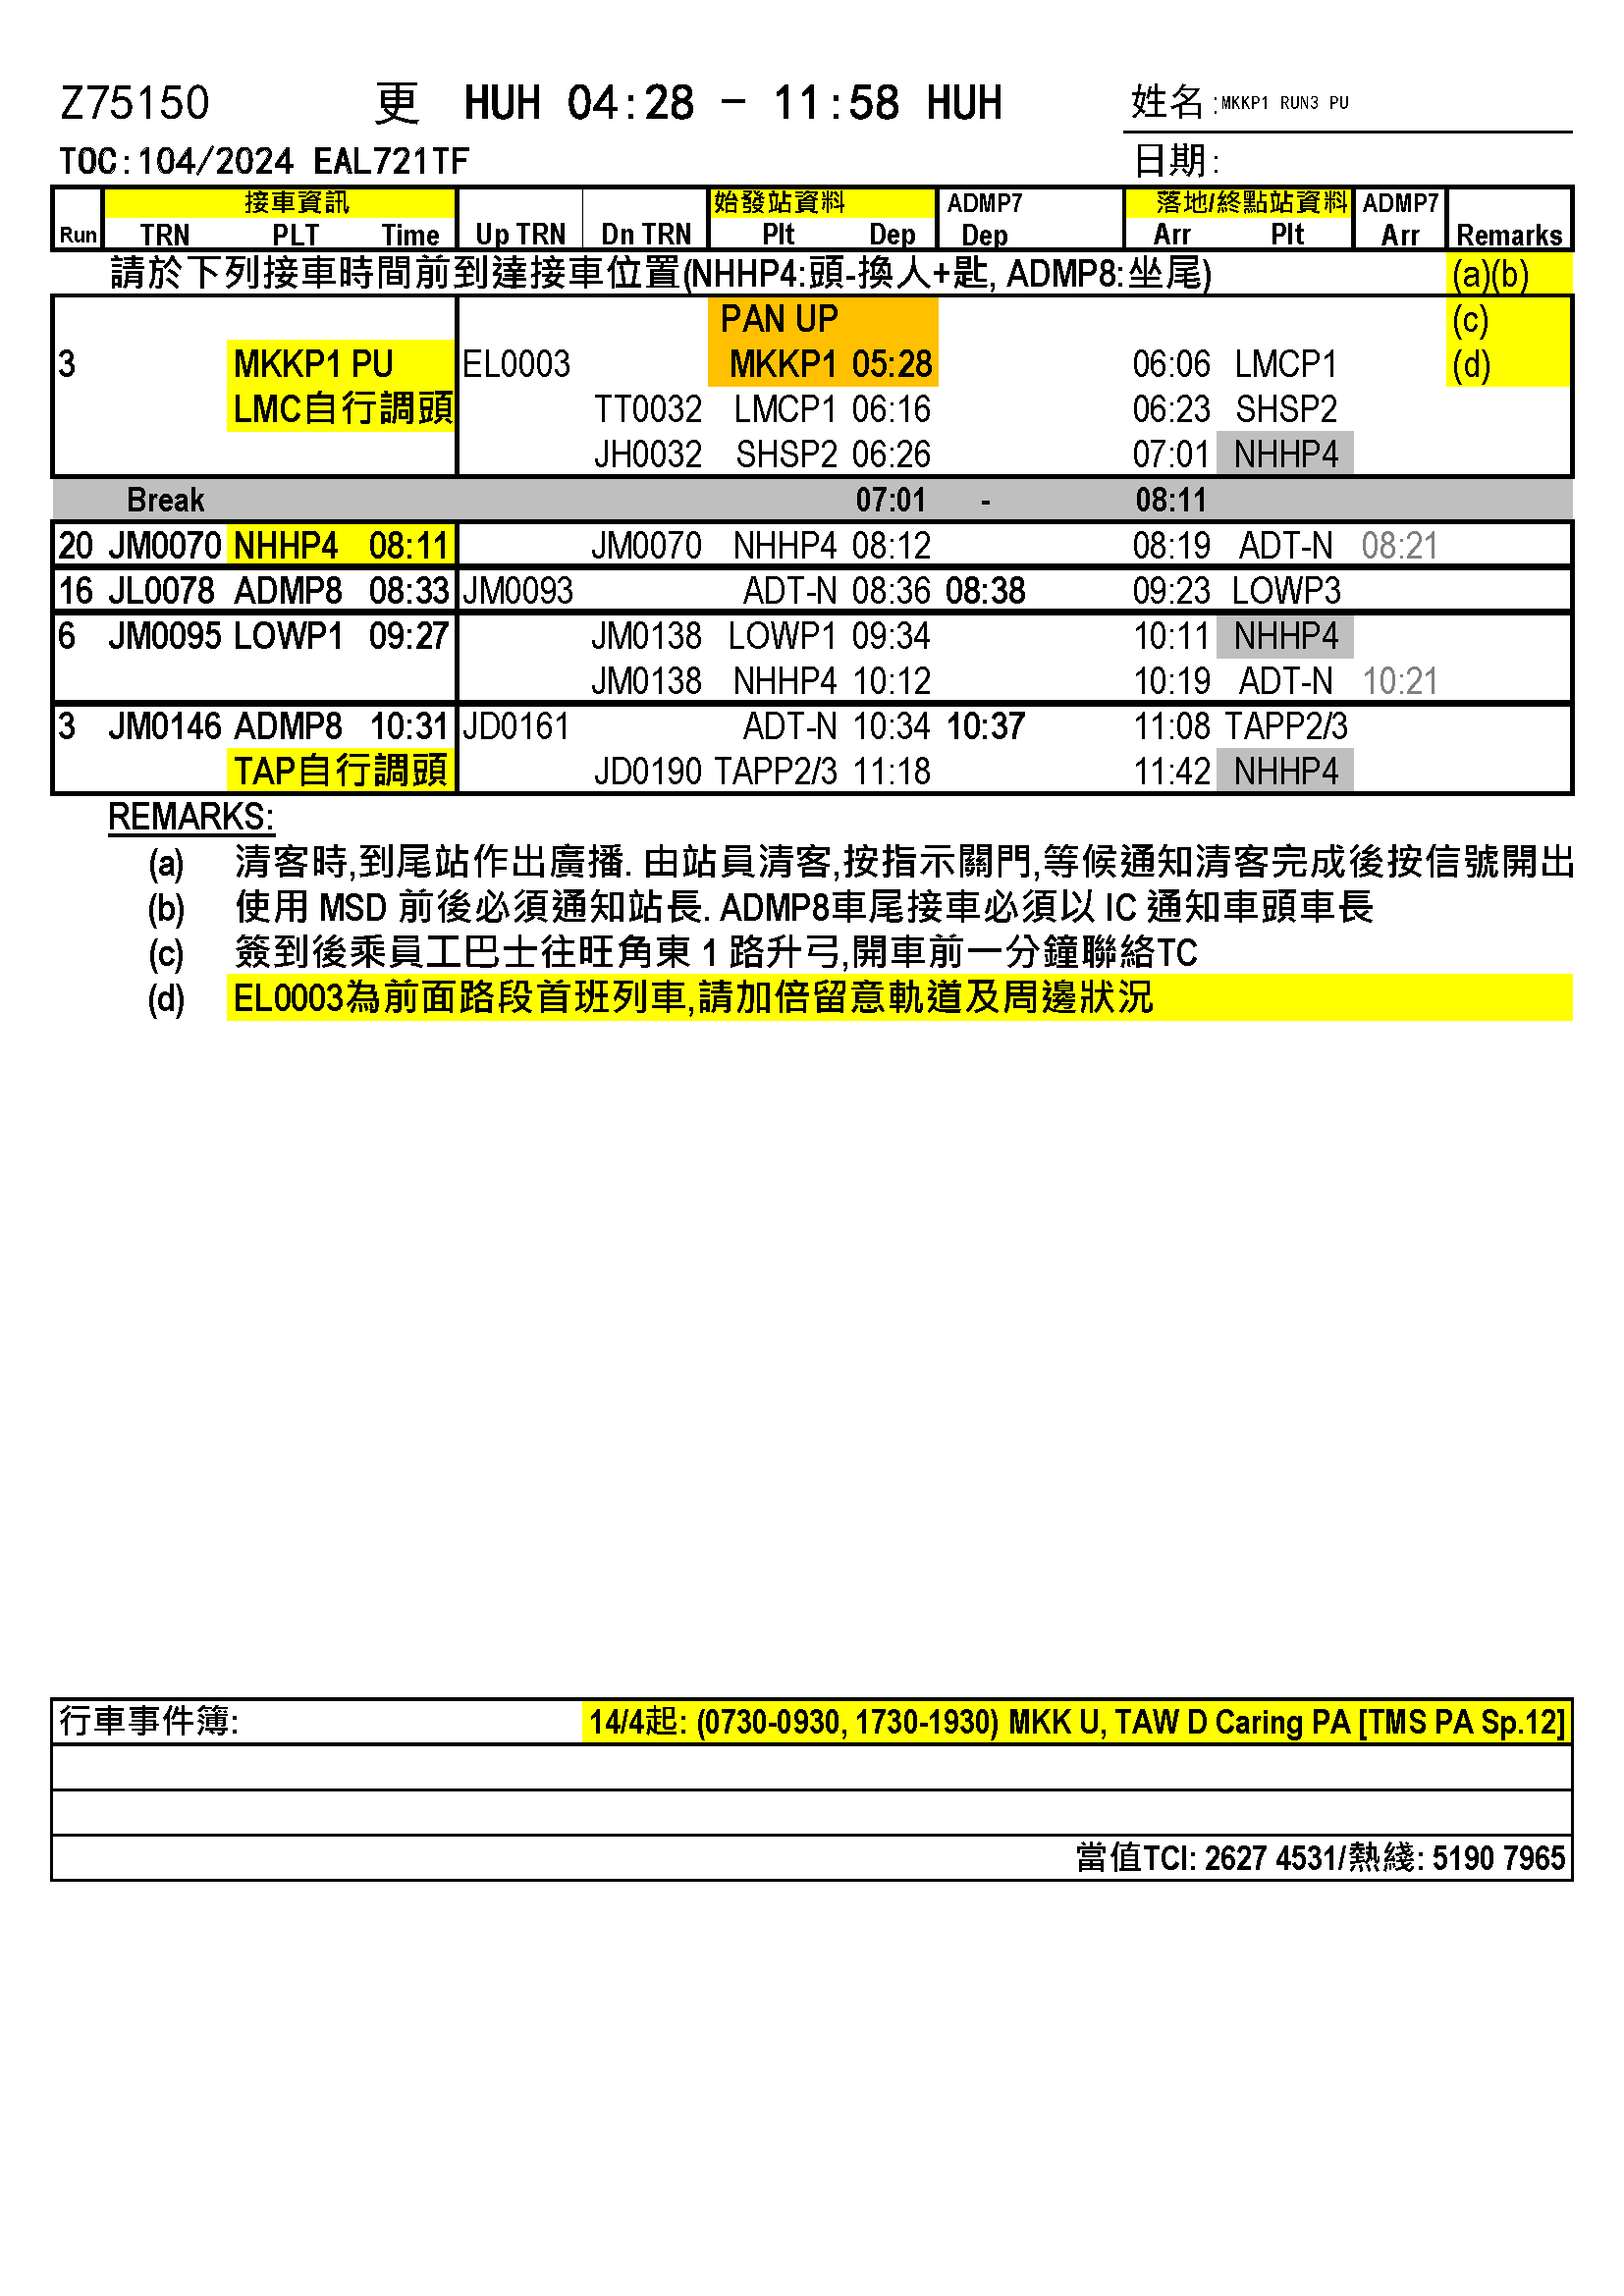 Z75150 更 HUH 04:28 - 11:58 HUH 姓名:MKKP1 RUN3 PU
TOC:104/2024 EAL721TF 日期:
接車資訊 始發站資料 ADMP7 落地/終點站資料 ADMP7
Run TRN PLT Time Up TRN Dn TRN Plt Dep Dep Arr Plt Arr Remarks
請於下列接車時間前到達接車位置(NHHP4:頭-換人+匙, ADMP8:坐尾) (a)(b)
PAN UP (c)
3 MKKP1 PU EL0003 MKKP1 05:28 06:06 LMCP1 (d)
LMC自行調頭 TT0032 LMCP1 06:16 06:23 SHSP2
JH0032 SHSP2 06:26 07:01 NHHP4
Break 07:01 - 08:11
20 JM0070 NHHP4 08:11 JM0070 NHHP4 08:12 08:19 ADT-N 08:21
16 JL0078 ADMP8 08:33 JM0093 ADT-N 08:36 08:38 09:23 LOWP3
6 JM0095 LOWP1 09:27 JM0138 LOWP1 09:34 10:11 NHHP4
JM0138 NHHP4 10:12 10:19 ADT-N 10:21
3 JM0146 ADMP8 10:31 JD0161 ADT-N 10:34 10:37 11:08 TAPP2/3
TAP自行調頭 JD0190 TAPP2/3 11:18 11:42 NHHP4
REMARKS:
(a) 清客時,到尾站作出廣播. 由站員清客,按指示關門,等候通知清客完成後按信號開出
(b) 使用 MSD 前後必須通知站長. ADMP8車尾接車必須以 IC 通知車頭車長
(c) 簽到後乘員工巴士往旺角東 1 路升弓,開車前一分鐘聯絡TC
(d) EL0003為前面路段首班列車,請加倍留意軌道及周邊狀況
行車事件簿: 14/4起: (0730-0930, 1730-1930) MKK U, TAW D Caring PA [TMS PA Sp.12]
當值TCI: 2627 4531/熱綫: 5190 7965